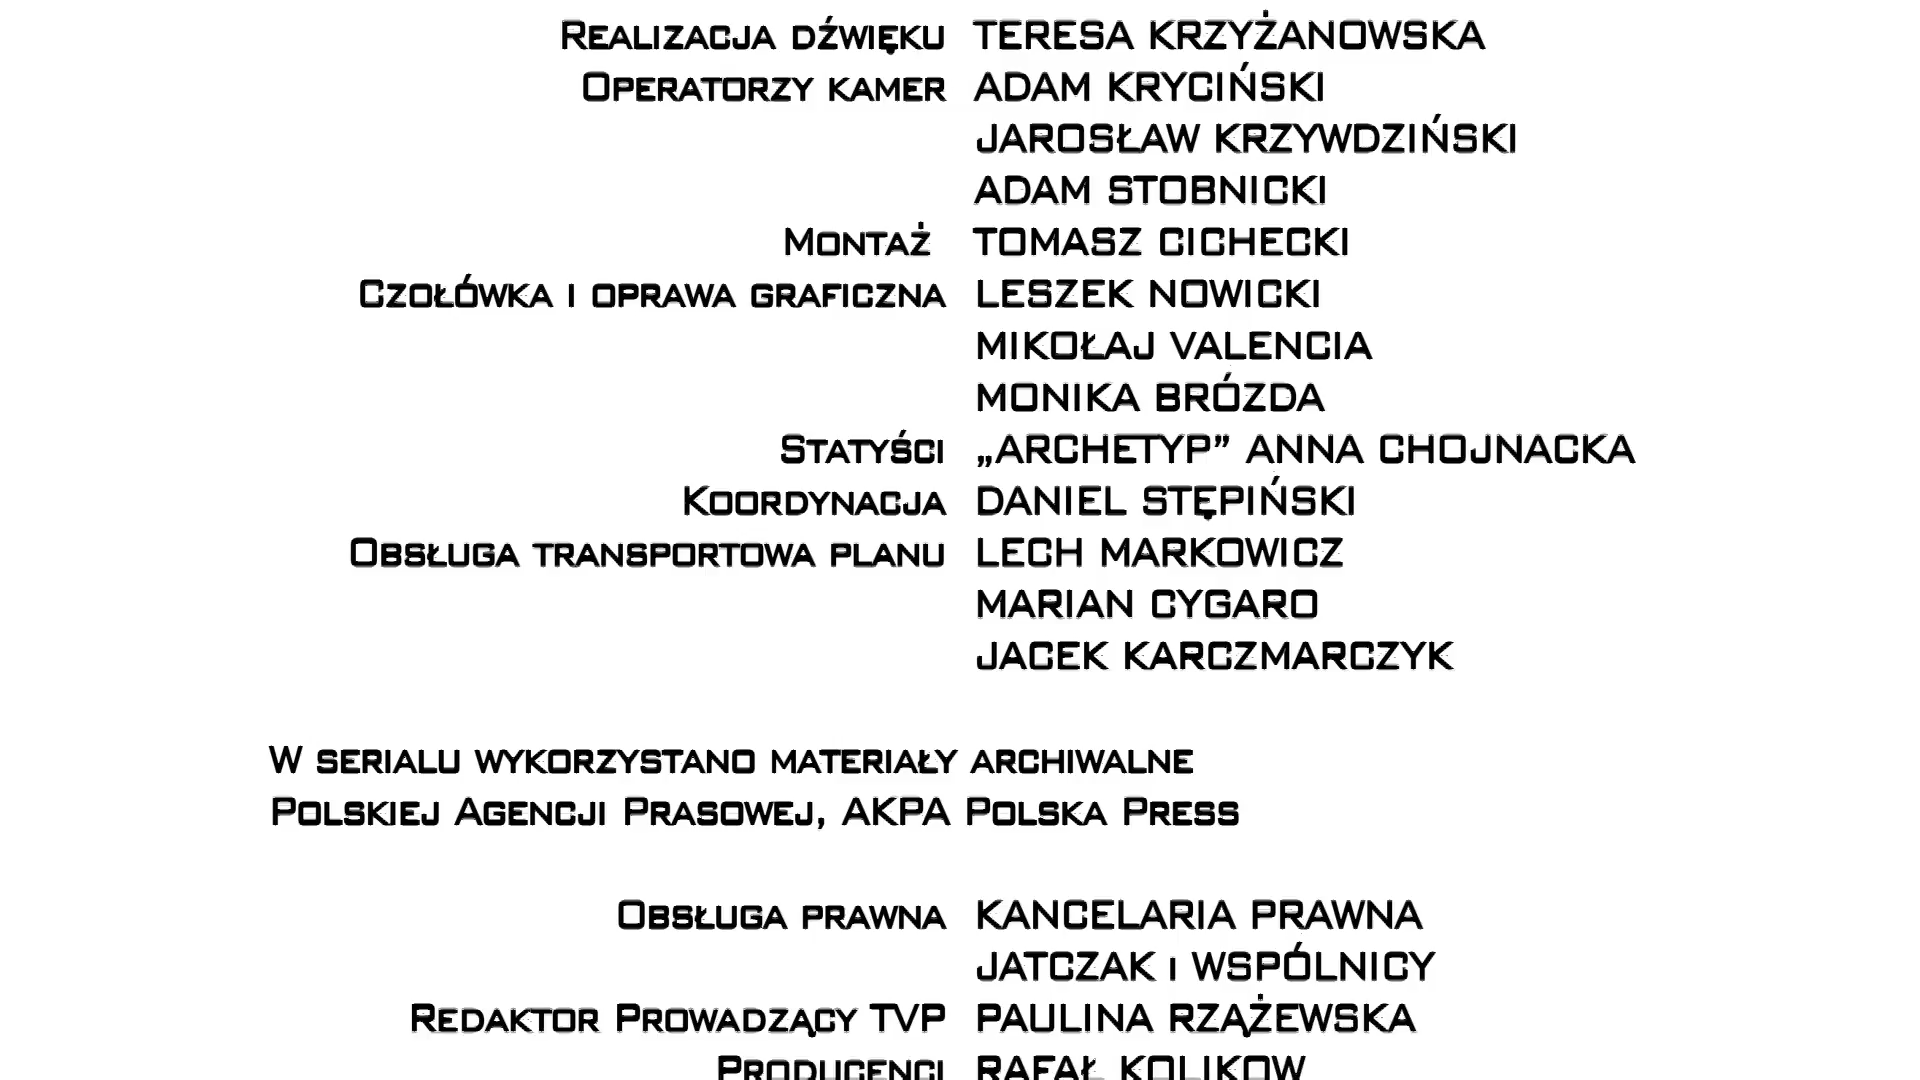 Realizacja dźwięku TERESA KRZYŻANOWSKA
Operatorzy kamer ADAM KRYCIŃSKI
JAROSŁAW KRZYWDZIŃSKI
ADAM STOBNICKI
Montaż TOMASZ CICHECKI
Czołówka i oprawa graficzna LESZEK NOWICKI
MIKOŁAJ VALENCIA
MONIKA BRÓZDA
Statyści „ARCHETYP” ANNA CHOJNACKA
Koordynacja DANIEL STĘPIŃSKI
Obsługa transportowa planu LECH MARKOWICZ
MARIAN CYGARO
JACEK KARCZMARCZYK
W serialu wykorzystano materiały archiwalne
Polskiej Agencji Prasowej, AKPA Polska Press
Obsługa prawna KANCELARIA PRAWNA
JATCZAK i WSPÓLNICY
Redaktor Prowadzący TVP PAULINA RZĄŻEWSKA
Producenci RAFAŁ KOLIKOW